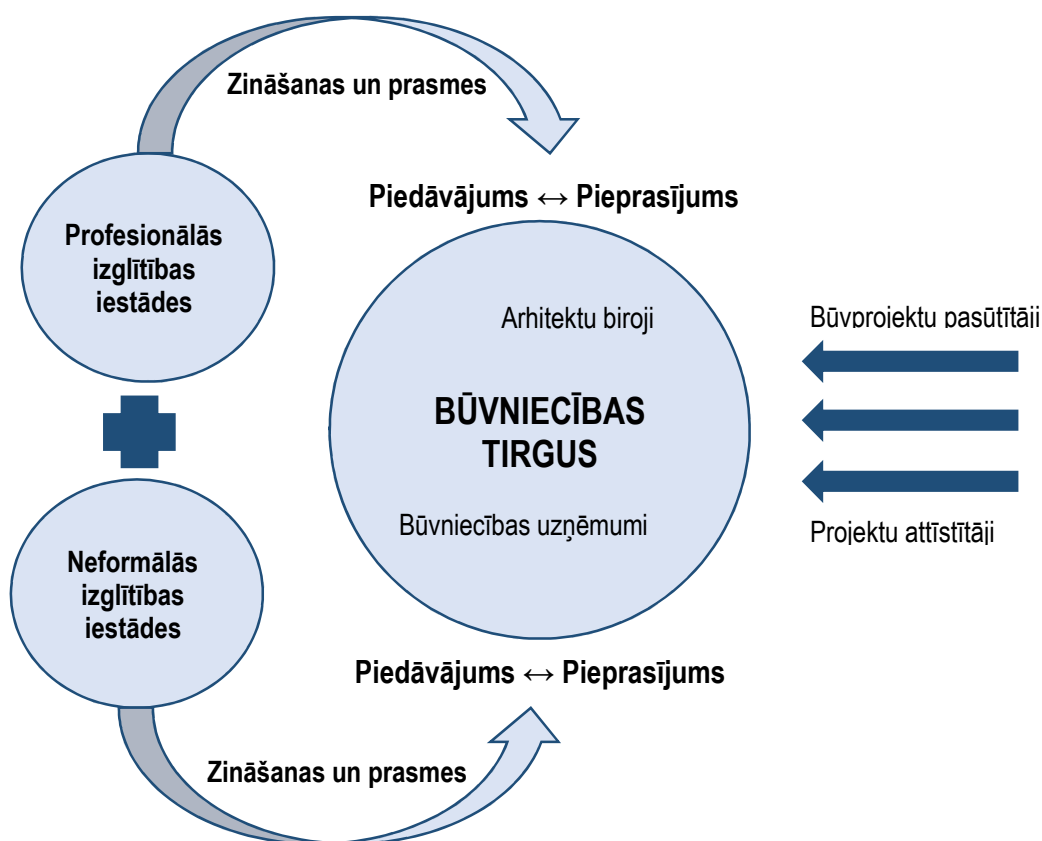 Zināšanas un prasmes
Piedāvājums ↔ Pieprasījums
Profesionālās
izglītības
iestādes
Arhitektu biroji
Būvprojektu pasūtītāji
BŪVNIECĪBAS
TIRGUS
Būvniecības uzņēmumi
Projektu attīstītāji
Neformālās
izglītības
iestādes
Piedāvājums ↔ Pieprasījums
Zināšanas un prasmes